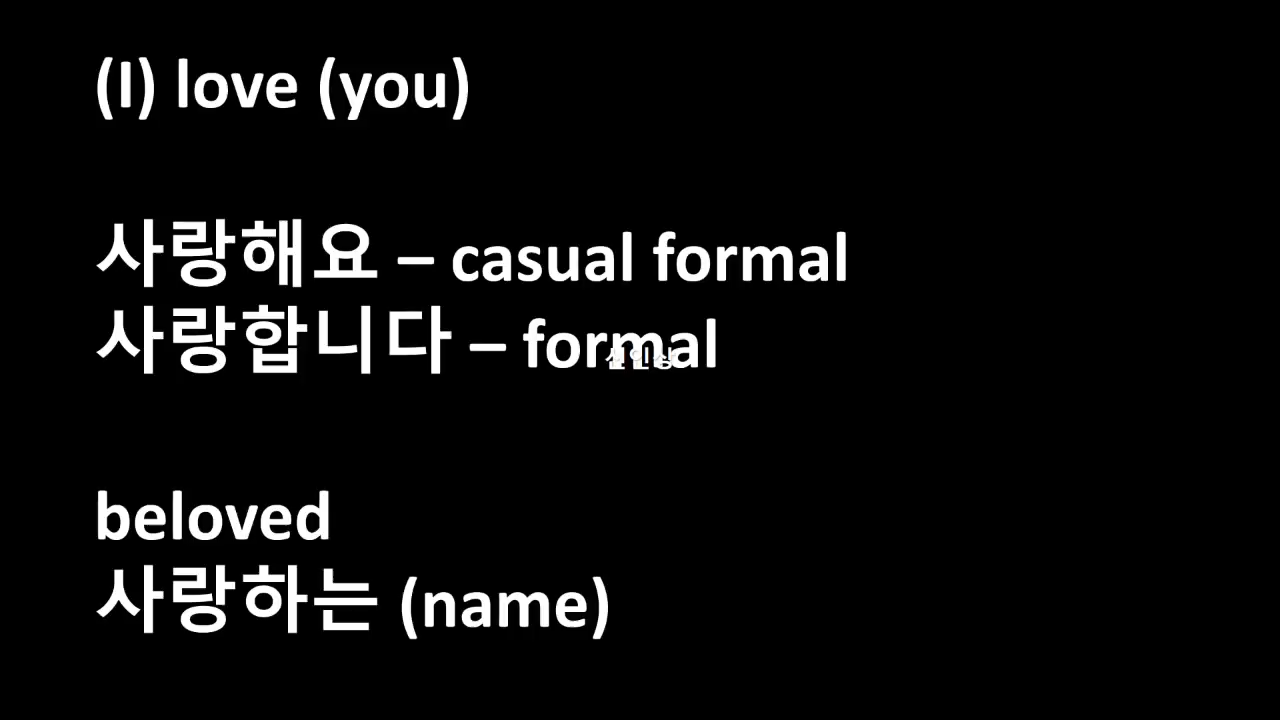 (I) love (you)
사랑해요 – casual formal
사랑합니다 – formal
beloved
사랑하는 (name)